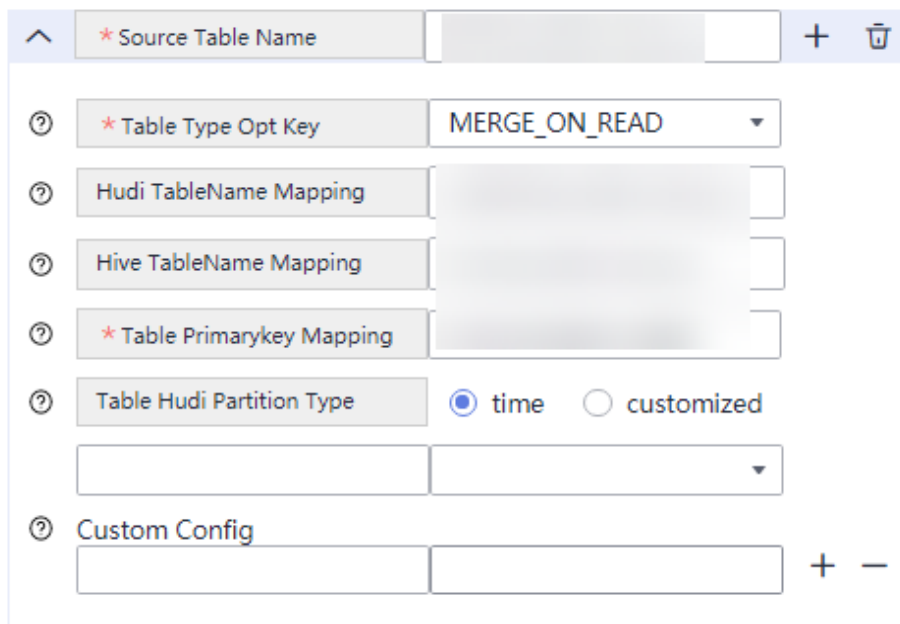 * Source Table Name
* Table Type Opt Key MERGE_ON_READ
Hudi TableName Mapping
Hive TableName Mapping
* Table Primarykey Mapping
Table Hudi Partition Type time customized
Custom Config